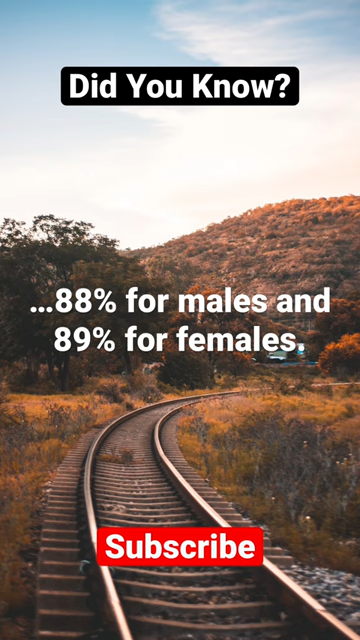 Did You Know?
…88% for males and
89% for females.
Subscribe